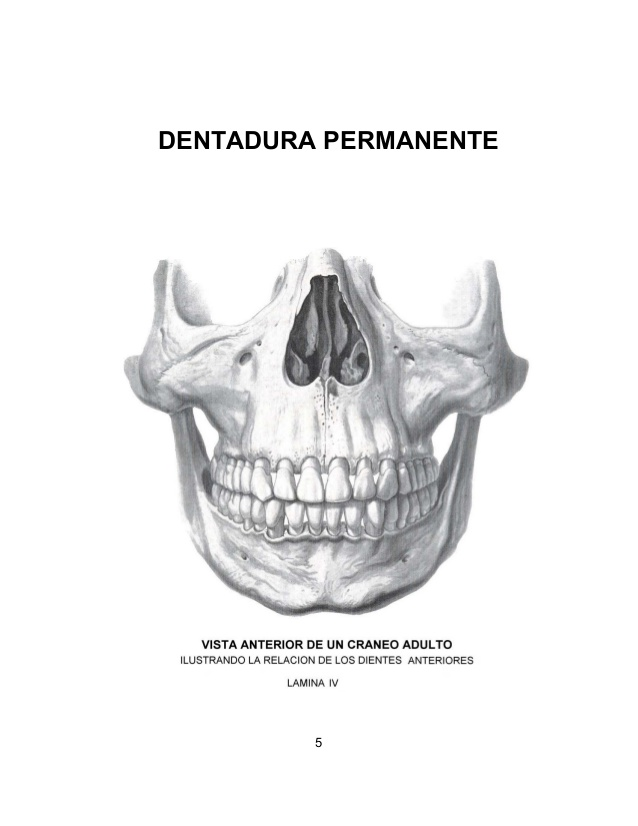 DENTADURA PERMANENTE
VISTA ANTERIOR DE UN CRANEO ADULTO
ILUSTRANDO LA RELACION DE LOS DIENTES ANTERIORES
LAMINA IV
5